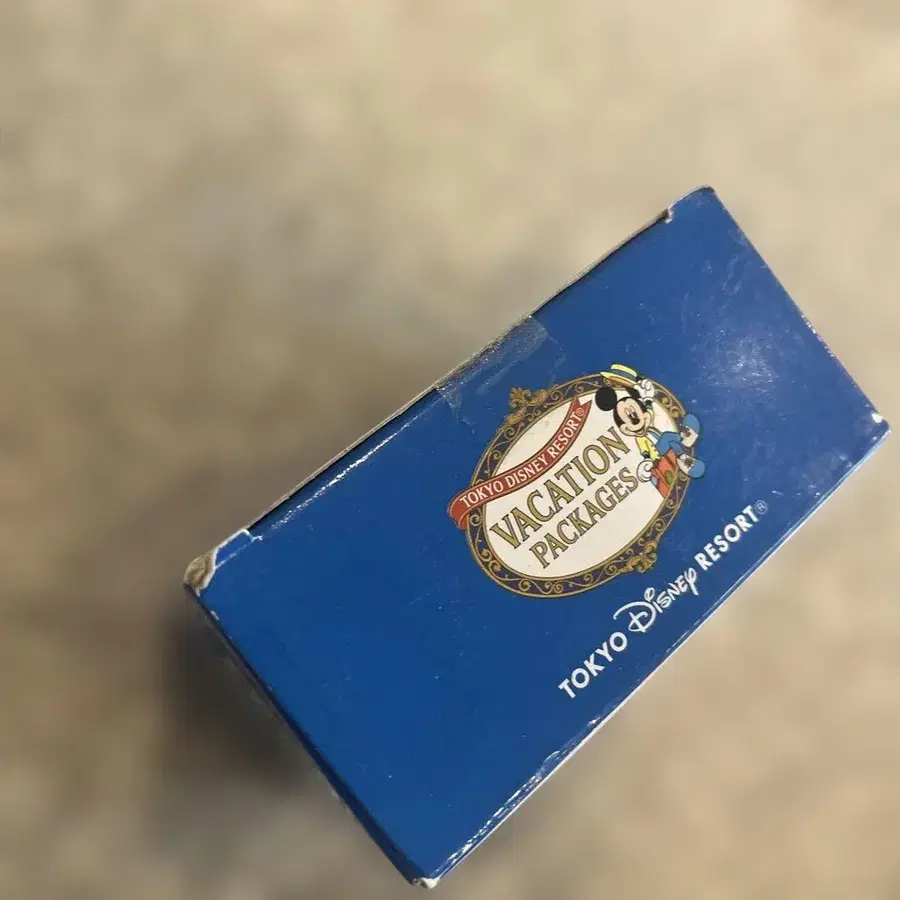 TOKYO DISNEY RESORT®
VACATION
PACKAGES
TOKYO Disney RESORT®